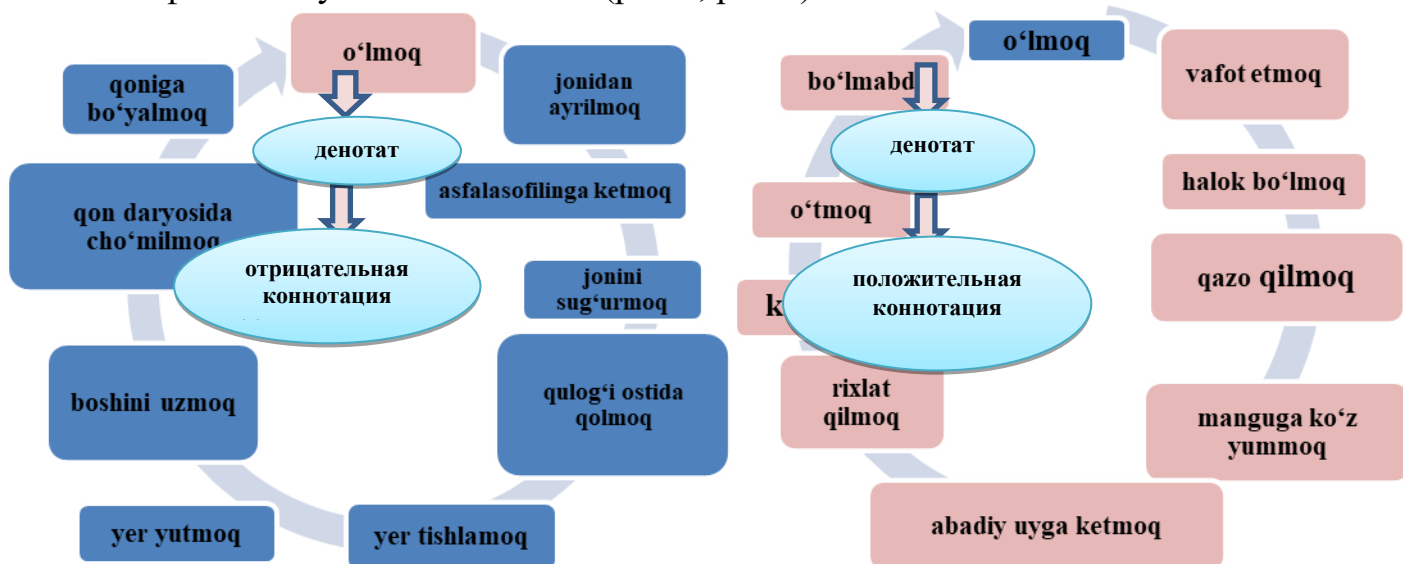 o‘lmoq
jonidan
ayrilmoq
asfalasofilinga ketmoq
jonini
sug‘urmoq
qulog‘i ostida
qolmoq
yer tishlamoq
yer yutmoq
boshini uzmoq
qon daryosida
cho‘milmoq
qoniga
bo‘yalmoq
денотат
отрицательная
коннотация
o‘lmoq
vafot etmoq
halok bo‘lmoq
qazo qilmoq
manguga ko‘z
yummoq
abadiy uyga ketmoq
rixlat
qilmoq
o‘tmoq
bo‘lmabd
денотат
положительная
коннотация